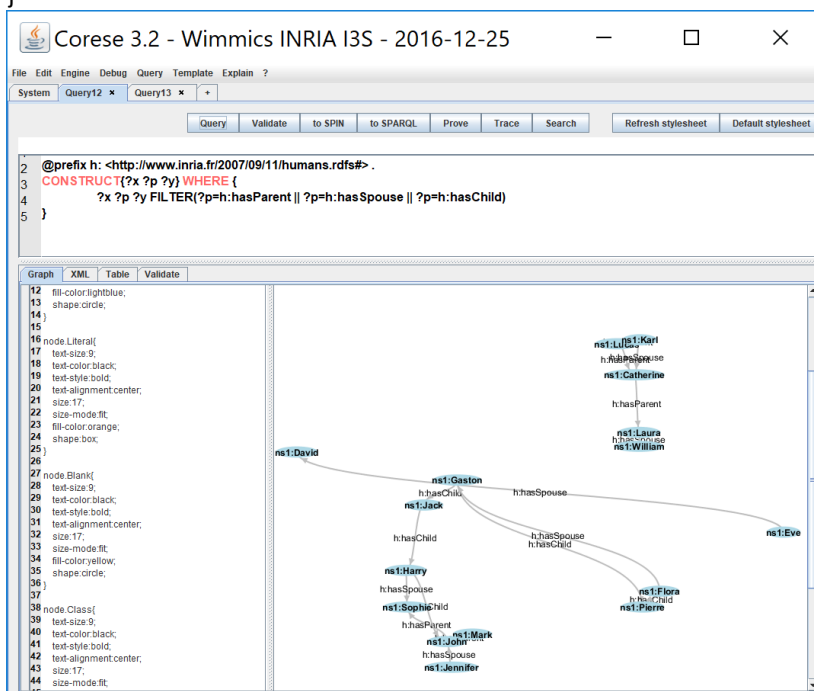 Corese 3.2 - Wimmics INRIA I3S - 2016-12-25
File Edit Engine Debug Query Template Explain ?
System Query12 × Query13 × +
Query Validate to SPIN to SPARQL Prove Trace Search Refresh stylesheet Default stylesheet
2 @prefix h: <http://www.inria.fr/2007/09/11/humans.rdfs#> .
3 CONSTRUCT{?x ?p ?y} WHERE {
4 ?x ?p ?y FILTER(?p=h:hasParent || ?p=h:hasSpouse || ?p=h:hasChild)
5 }
Graph XML Table Validate
12 fill-color:lightblue;
13 shape:circle;
14 }
15
16 node.Literal{
17 text-size:9;
18 text-color:black;
19 text-style:bold;
20 text-alignment:center;
21 size:17;
22 size-mode:fit;
23 fill-color:orange;
24 shape:box;
25 }
26
27 node.Blank{
28 text-size:9;
29 text-color:black;
30 text-style:bold;
31 text-alignment:center;
32 size:17;
33 size-mode:fit;
34 fill-color:yellow;
35 shape:circle;
36 }
37
38 node.Class{
39 text-size:9;
40 text-color:black;
41 text-style:bold;
42 text-alignment:center;
43 size:17;
44 size-mode:fit;
ns1:Karl
ns1:Catherine
h:hasParent
ns1:Laura
h:hasSpouse
ns1:William
ns1:David
ns1:Gaston
h:hasChild
h:hasSpouse
ns1:Jack
ns1:Eve
h:hasChild
h:hasSpouse
h:hasChild
ns1:Harry
h:hasSpouse
ns1:Flora
h:hasChild
ns1:Pierre
ns1:Sophie
h:hasParent
ns1:Mark
ns1:John
h:hasSpouse
ns1:Jennifer